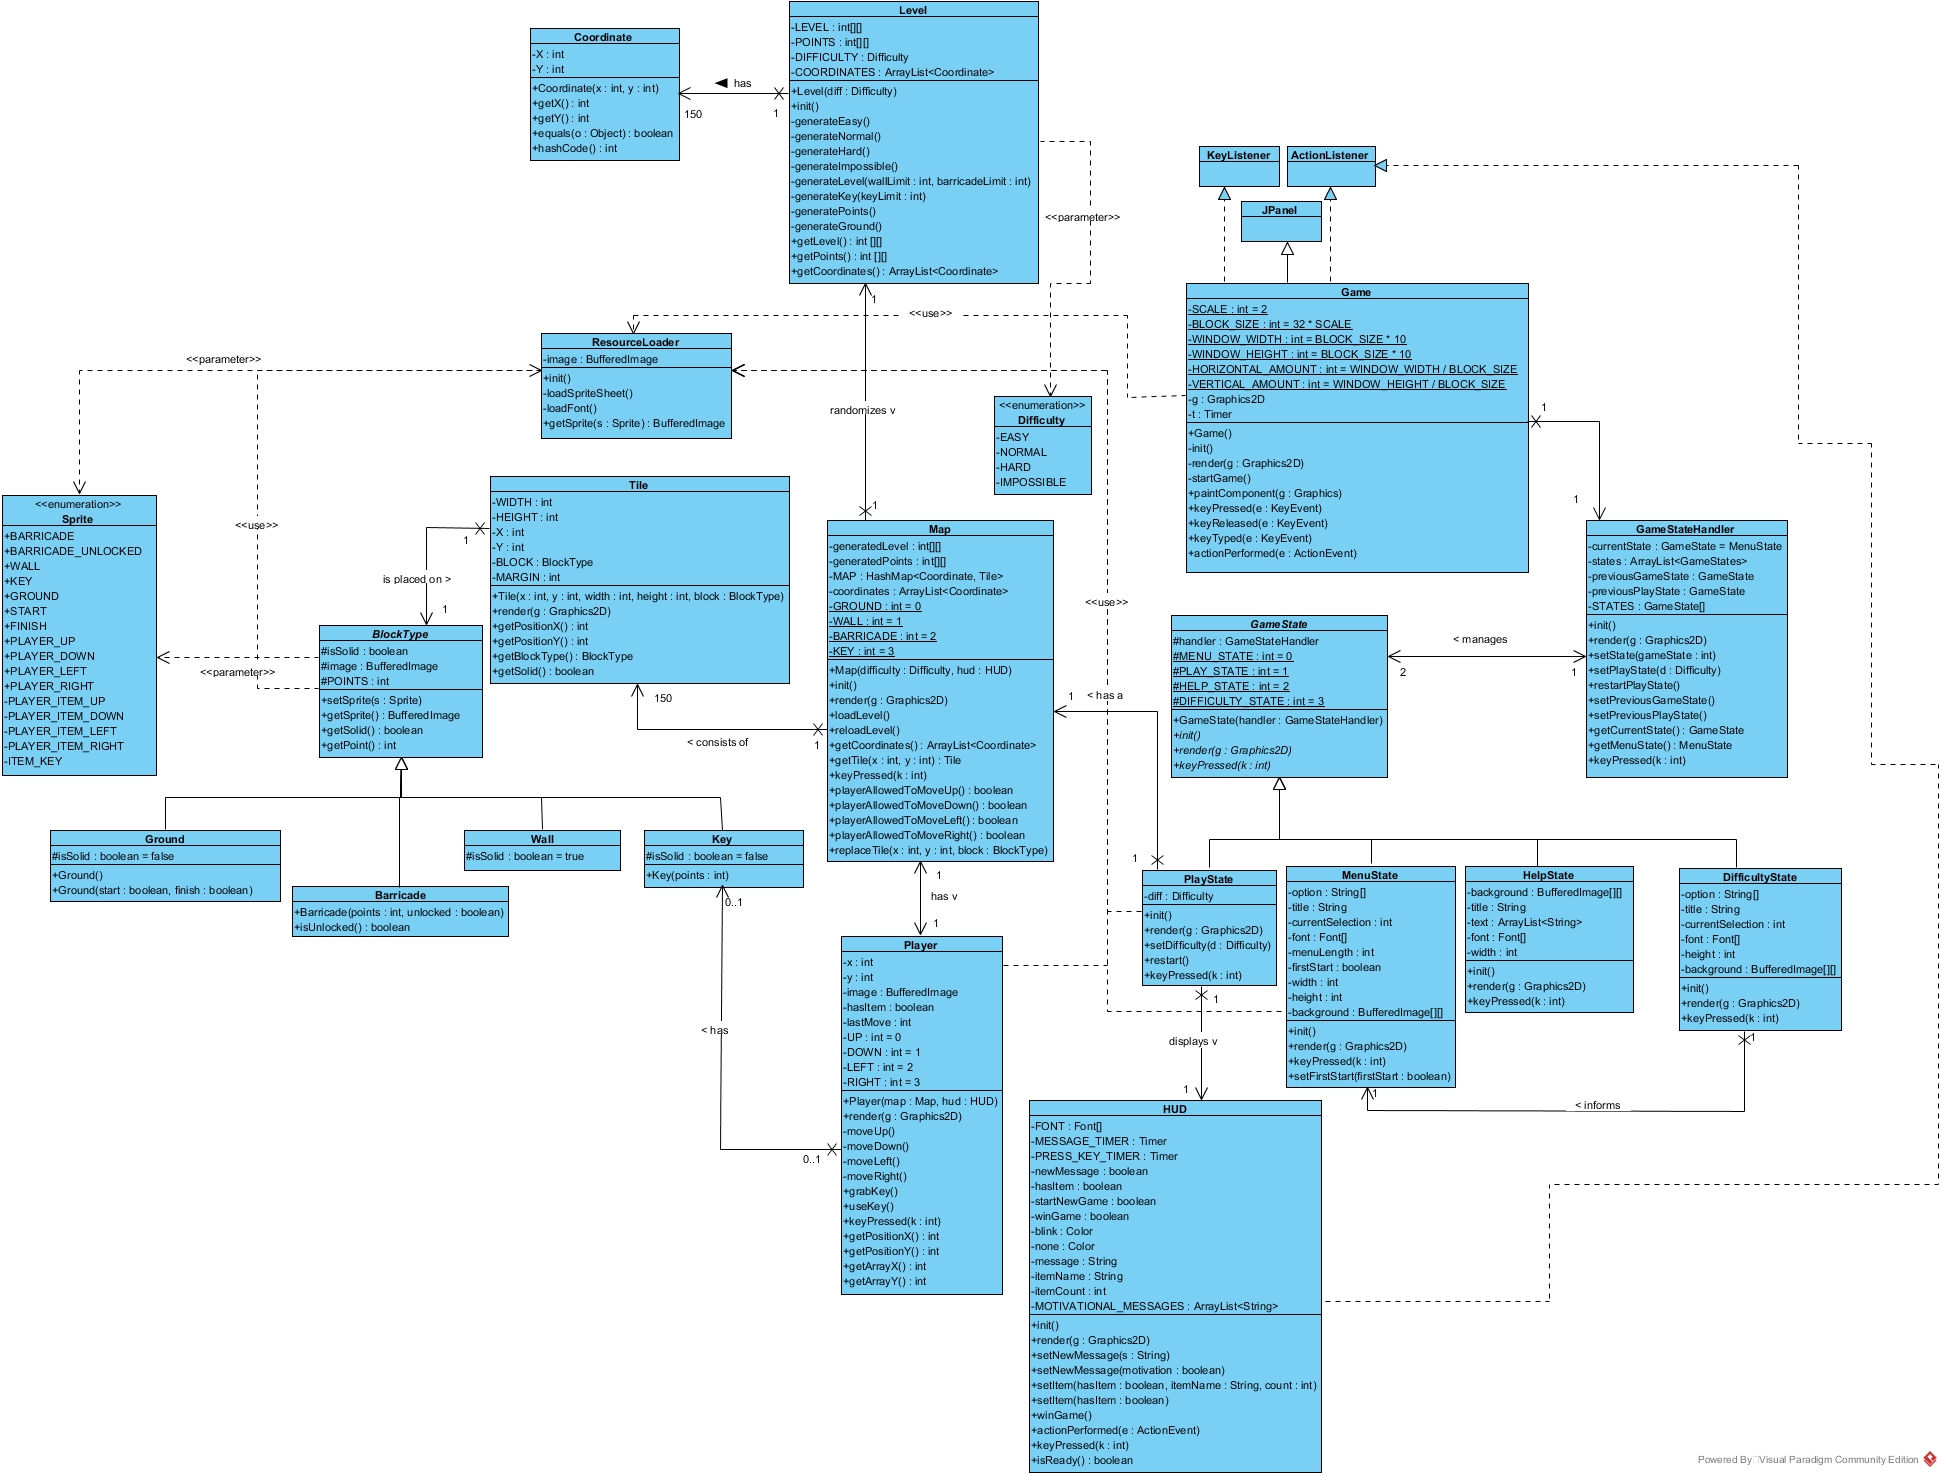 Level
-LEVEL : int[][]
-POINTS : int[][]
-DIFFICULTY : Difficulty
-COORDINATES : ArrayList<Coordinate>
+Level(diff : Difficulty)
+init()
-generateEasy()
-generateNormal()
-generateHard()
-generateImpossible()
-generateLevel(wallLimit : int, barricadeLimit : int)
-generateKey(keyLimit : int)
-generatePoints()
-generateGround()
+getLevel() : int [][]
+getPoints() : int [][]
+getCoordinates() : ArrayList<Coordinate>
Coordinate
-X : int
-Y : int
+Coordinate(x : int, y : int)
+getX() : int
+getY() : int
+equals(o : Object) : boolean
+hashCode() : int
has
150
1
<<parameter>>
KeyListener
ActionListener
JPanel
Game
-SCALE : int = 2
-BLOCK_SIZE : int = 32 * SCALE
-WINDOW_WIDTH : int = BLOCK_SIZE * 10
-WINDOW_HEIGHT : int = BLOCK_SIZE * 10
-HORIZONTAL_AMOUNT : int = WINDOW_WIDTH / BLOCK_SIZE
-VERTICAL_AMOUNT : int = WINDOW_HEIGHT / BLOCK_SIZE
-g : Graphics2D
-t : Timer
+Game()
-init()
-render(g : Graphics2D)
-startGame()
+paintComponent(g : Graphics)
+keyPressed(e : KeyEvent)
+keyReleased(e : KeyEvent)
+keyTyped(e : KeyEvent)
+actionPerformed(e : ActionEvent)
1
1
<<use>>
1
randomizes v
1
ResourceLoader
-image : BufferedImage
+init()
-loadSpriteSheet()
-loadFont()
+getSprite(s : Sprite) : BufferedImage
<<parameter>>
<<enumeration>>
Difficulty
-EASY
-NORMAL
-HARD
-IMPOSSIBLE
<<enumeration>>
Sprite
+BARRICADE
+BARRICADE_UNLOCKED
+WALL
+KEY
+GROUND
+START
+FINISH
+PLAYER_UP
+PLAYER_DOWN
+PLAYER_LEFT
+PLAYER_RIGHT
-PLAYER_ITEM_UP
-PLAYER_ITEM_DOWN
-PLAYER_ITEM_LEFT
-PLAYER_ITEM_RIGHT
-ITEM_KEY
<<use>>
<<parameter>>
Tile
-WIDTH : int
-HEIGHT : int
-X : int
-Y : int
-BLOCK : BlockType
-MARGIN : int
+Tile(x : int, y : int, width : int, height : int, block : BlockType)
+render(g : Graphics2D)
+getPositionX() : int
+getPositionY() : int
+getBlockType() : BlockType
+getSolid() : boolean
1
is placed on >
1
BlockType
#isSolid : boolean
#image : BufferedImage
#POINTS : int
+setSprite(s : Sprite)
+getSprite() : BufferedImage
+getSolid() : boolean
+getPoint() : int
150
< consists of
1
Map
-generatedLevel : int[][]
-generatedPoints : int[][]
-MAP : HashMap<Coordinate, Tile>
-coordinates : ArrayList<Coordinate>
-GROUND : int = 0
-WALL : int = 1
-BARRICADE : int = 2
-KEY : int = 3
+Map(difficulty : Difficulty, hud : HUD)
+init()
+render(g : Graphics2D)
+loadLevel()
+reloadLevel()
+getCoordinates() : ArrayList<Coordinate>
+getTile(x : int, y : int) : Tile
+keyPressed(k : int)
+playerAllowedToMoveUp() : boolean
+playerAllowedToMoveDown() : boolean
+playerAllowedToMoveLeft() : boolean
+playerAllowedToMoveRight() : boolean
+replaceTile(x : int, y : int, block : BlockType)
<<use>>
1
< has a
1
GameState
#handler : GameStateHandler
#MENU_STATE : int = 0
#PLAY_STATE : int = 1
#HELP_STATE : int = 2
#DIFFICULTY_STATE : int = 3
+GameState(handler : GameStateHandler)
+init()
+render(g : Graphics2D)
+keyPressed(k : int)
< manages
2
1
GameStateHandler
-currentState : GameState = MenuState
-states : ArrayList<GameStates>
-previousGameState : GameState
-previousPlayState : GameState
-STATES : GameState[]
+init()
+render(g : Graphics2D)
+setState(gameState : int)
+setPlayState(d : Difficulty)
+restartPlayState()
+setPreviousGameState()
+setPreviousPlayState()
+getCurrentState() : GameState
+getMenuState() : MenuState
+keyPressed(k : int)
Ground
#isSolid : boolean = false
+Ground()
+Ground(start : boolean, finish : boolean)
Barricade
+Barricade(points : int, unlocked : boolean)
+isUnlocked() : boolean
Wall
#isSolid : boolean = true
Key
#isSolid : boolean = false
+Key(points : int)
0..1
< has
0..1
1
has v
1
Player
-x : int
-y : int
-image : BufferedImage
-hasItem : boolean
-lastMove : int
-UP : int = 0
-DOWN : int = 1
-LEFT : int = 2
-RIGHT : int = 3
+Player(map : Map, hud : HUD)
+render(g : Graphics2D)
-moveUp()
-moveDown()
-moveLeft()
-moveRight()
+grabKey()
+useKey()
+keyPressed(k : int)
+getPositionX() : int
+getPositionY() : int
+getArrayX() : int
+getArrayY() : int
PlayState
-diff : Difficulty
+init()
+render(g : Graphics2D)
+setDifficulty(d : Difficulty)
+restart()
+keyPressed(k : int)
MenuState
-option : String[]
-title : String
-currentSelection : int
-font : Font[]
-menuLength : int
-firstStart : boolean
-width : int
-height : int
-background : BufferedImage[][]
+init()
+render(g : Graphics2D)
+keyPressed(k : int)
+setFirstStart(firstStart : boolean)
HelpState
-background : BufferedImage[][]
-title : String
-text : ArrayList<String>
-font : Font[]
-width : int
+init()
+render(g : Graphics2D)
+keyPressed(k : int)
DifficultyState
-option : String[]
-title : String
-currentSelection : int
-font : Font[]
-height : int
-background : BufferedImage[][]
+init()
+render(g : Graphics2D)
+keyPressed(k : int)
1
displays v
1
1
< informs
1
HUD
-FONT : Font[]
-MESSAGE_TIMER : Timer
-PRESS_KEY_TIMER : Timer
-newMessage : boolean
-hasItem : boolean
-startNewGame : boolean
-winGame : boolean
-blink : Color
-none : Color
-message : String
-itemName : String
-itemCount : int
-MOTIVATIONAL_MESSAGES : ArrayList<String>
+init()
+render(g : Graphics2D)
+setNewMessage(s : String)
+setNewMessage(motivation : boolean)
+setItem(hasItem : boolean, itemName : String, count : int)
+setItem(hasItem : boolean)
+winGame()
+actionPerformed(e : ActionEvent)
+keyPressed(k : int)
+isReady() : boolean
Powered By Visual Paradigm Community Edition